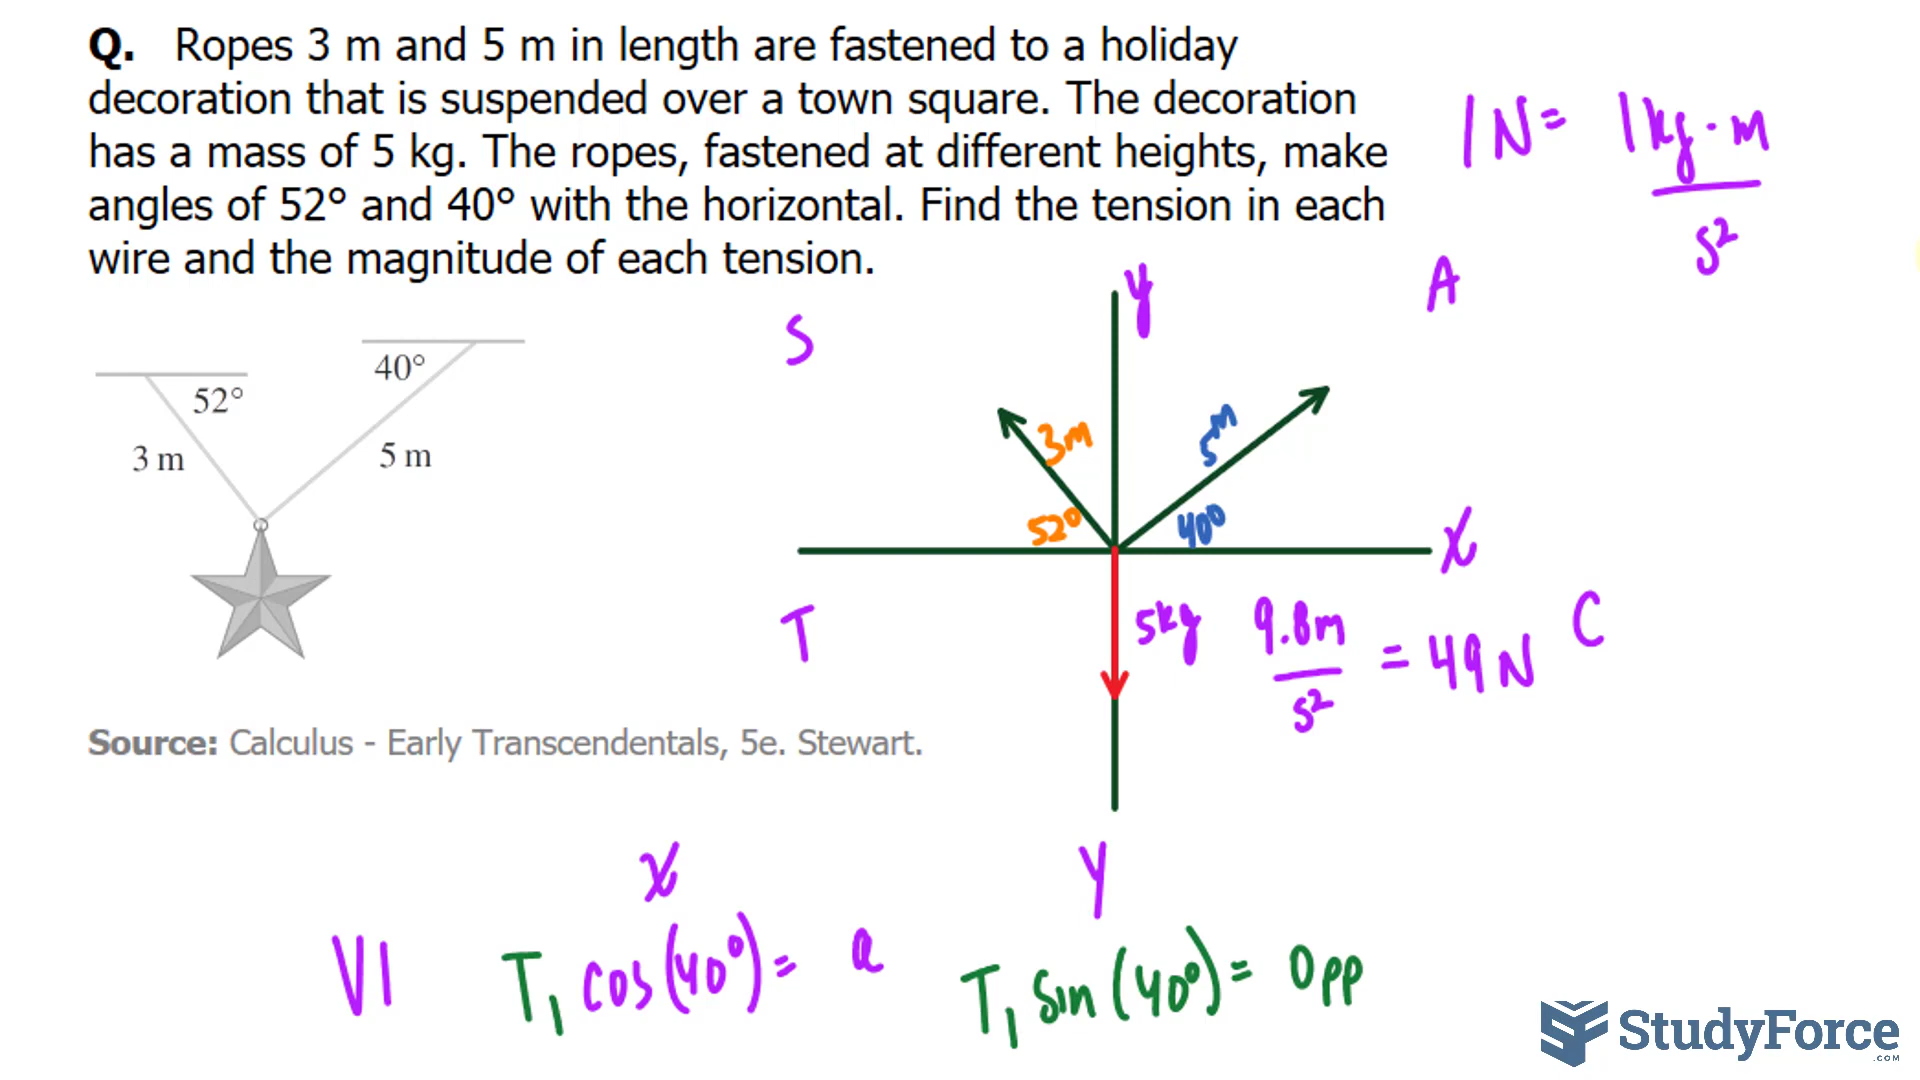 Q. Ropes 3 m and 5 m in length are fastened to a holiday
decoration that is suspended over a town square. The decoration
has a mass of 5 kg. The ropes, fastened at different heights, make
angles of 52° and 40° with the horizontal. Find the tension in each
wire and the magnitude of each tension.
1N = 1kg·m
s²
S
y
A
52°
40°
3 m
5 m
3m
5m
52°
40°
x
T
5kg 9.8m = 49N
s²
C
Source: Calculus - Early Transcendentals, 5e. Stewart.
x
y
V1 T₁ cos(40°) = a T₁ sin(40°) = opp
StudyForce
.COM